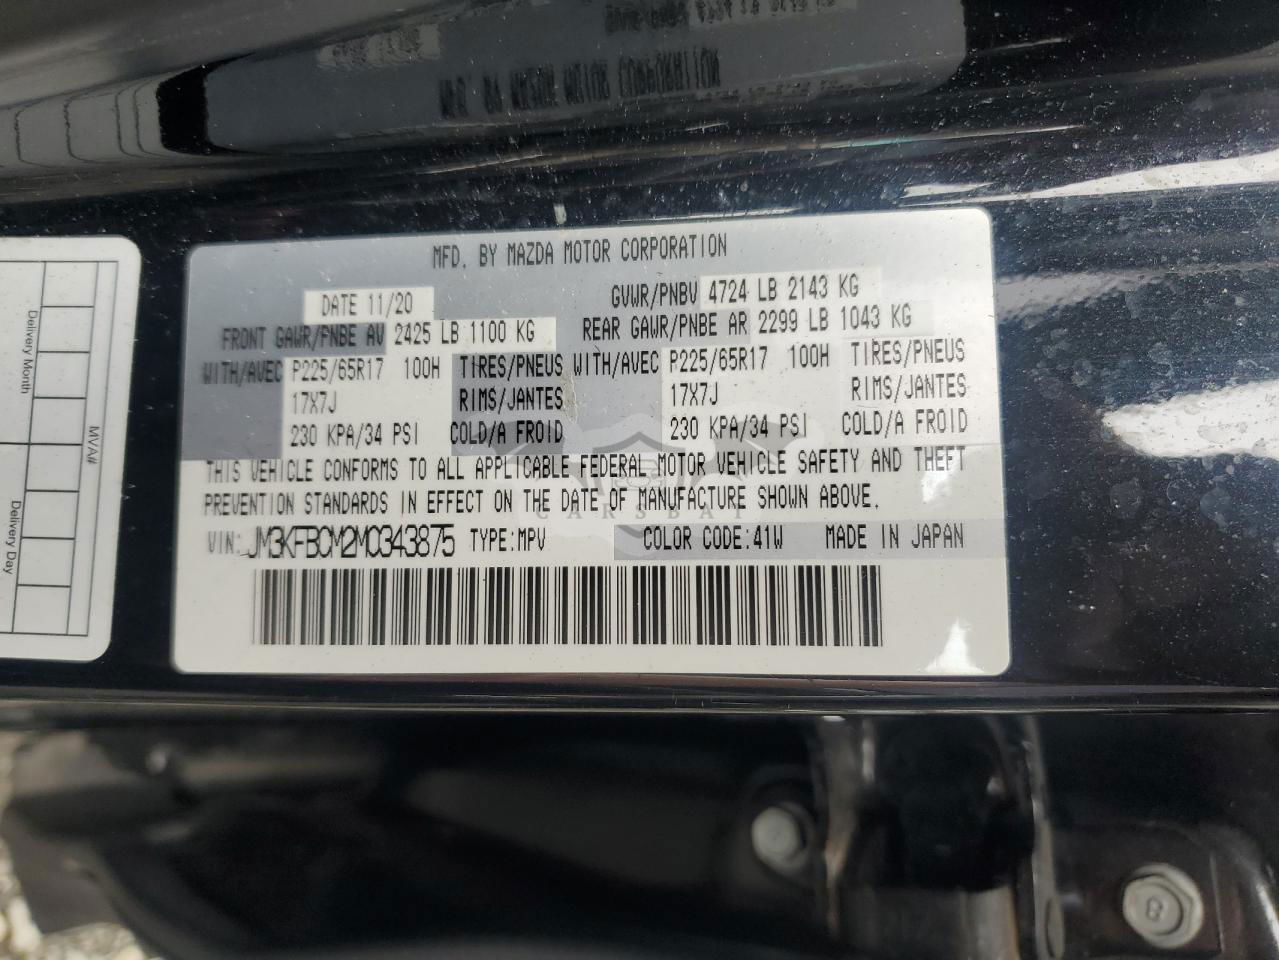 MFD. BY MAZDA MOTOR CORPORATION
DATE 11/20 GVWR/PNBV 4724 LB 2143 KG
FRONT GAWR/PNBE AV 2425 LB 1100 KG REAR GAWR/PNBE AR 2299 LB 1043 KG
WITH/AVEC P225/65R17 100H TIRES/PNEUS WITH/AVEC P225/65R17 100H TIRES/PNEUS
17X7J RIMS/JANTES 17X7J RIMS/JANTES
230 KPA/34 PSI COLD/A FROID 230 KPA/34 PSI COLD/A FROID
THIS VEHICLE CONFORMS TO ALL APPLICABLE FEDERAL MOTOR VEHICLE SAFETY AND THEFT
PREVENTION STANDARDS IN EFFECT ON THE DATE OF MANUFACTURE SHOWN ABOVE.
CARSBAT
VIN: JM3KFBCM2M0343875 TYPE:MPV COLOR CODE:41W MADE IN JAPAN
Delivery Month
MVA#
Delivery Day
8